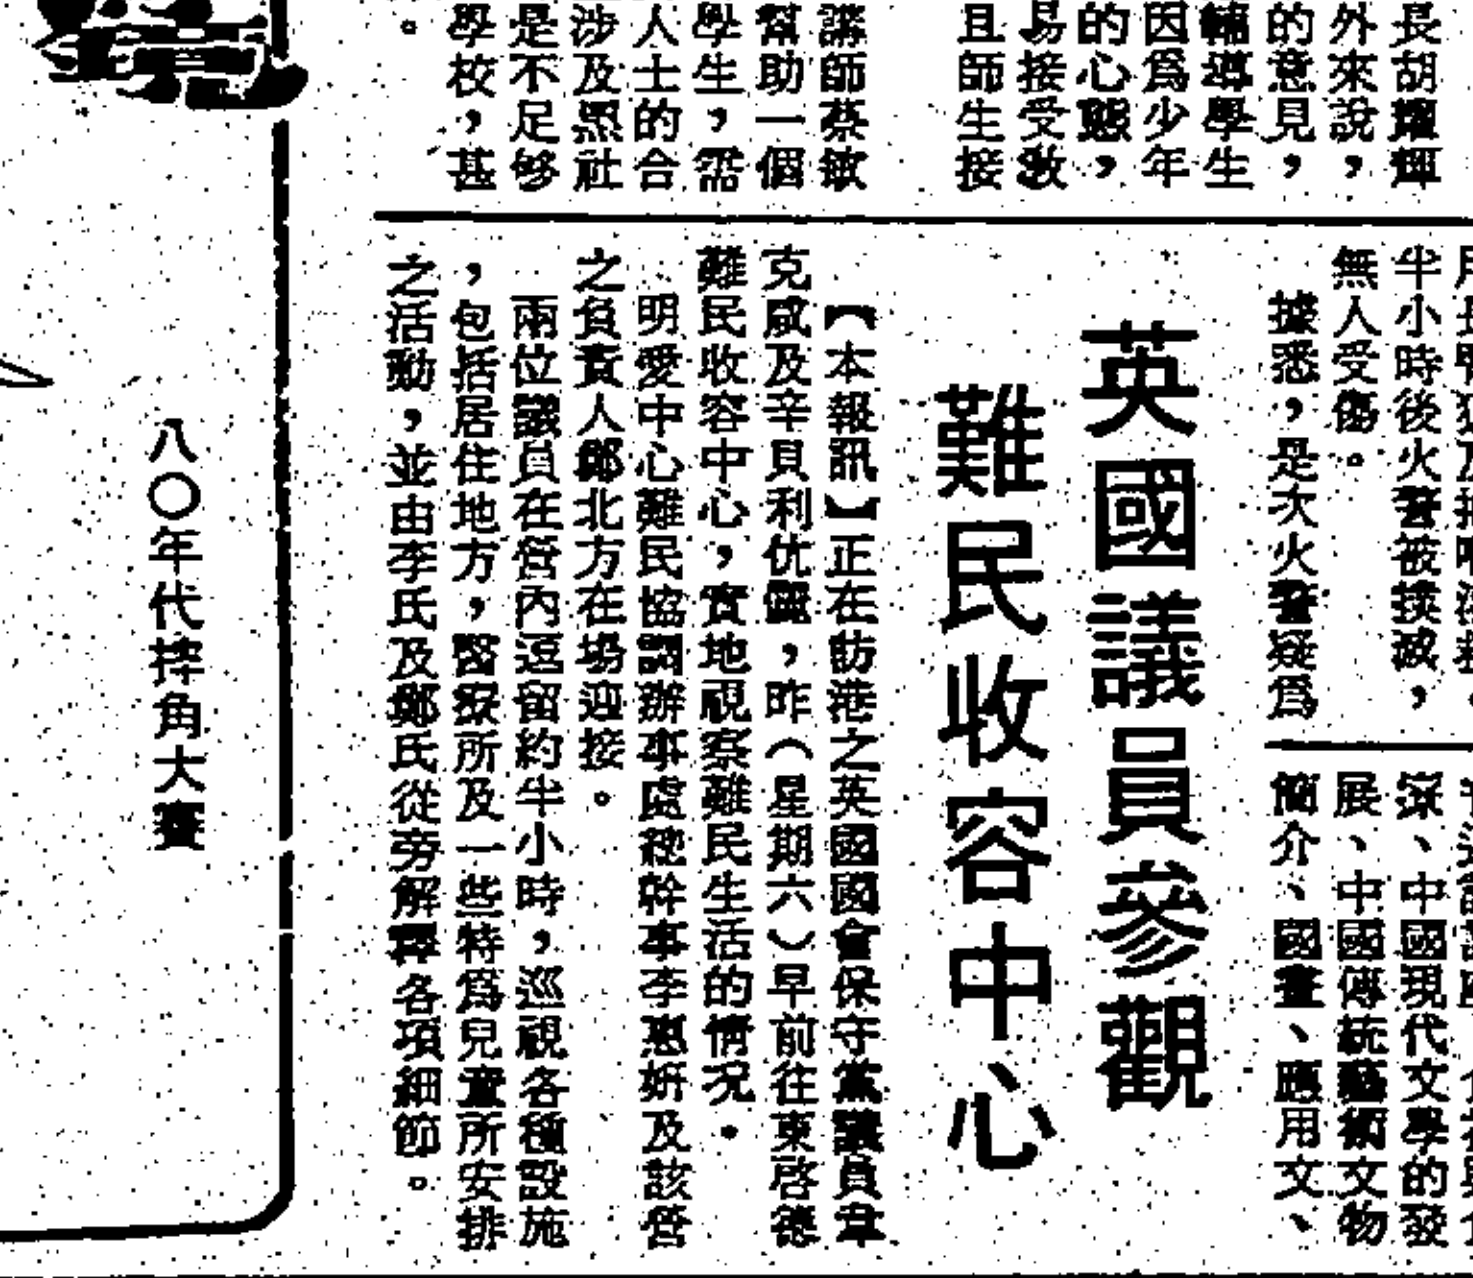 長胡耀輝
外來說，
的意見，
輔導學生
因爲少年
的心態，
易接受教
且師生接
講師蔡敏
幫助一個
學生，需
人士的合
涉及黑社
是不足够
學校，甚
。
半小時後火警被撲滅，
無人受傷。
據悉，是次火警疑爲
深、中國現代文學的發
展、中國傳統藝術文物
簡介、國畫、應用文、
英國議員參觀
難民收容中心
【本報訊】正在訪港之英國國會保守黨議員韋
克咸及辛貝利伉儷，昨（星期六）早前往東啓德
難民收容中心，實地視察難民生活的情况。
明愛中心難民協調辦事處總幹事李惠妍及該營
之負責人鄭北方在場迎接。
兩位議員在營內逗留約半小時，巡視各種設施
，包括居住地方，醫療所及一些特爲兒童所安排
之活動，並由李氏及鄭氏從旁解釋各項細節。
八〇年代摔角大賽